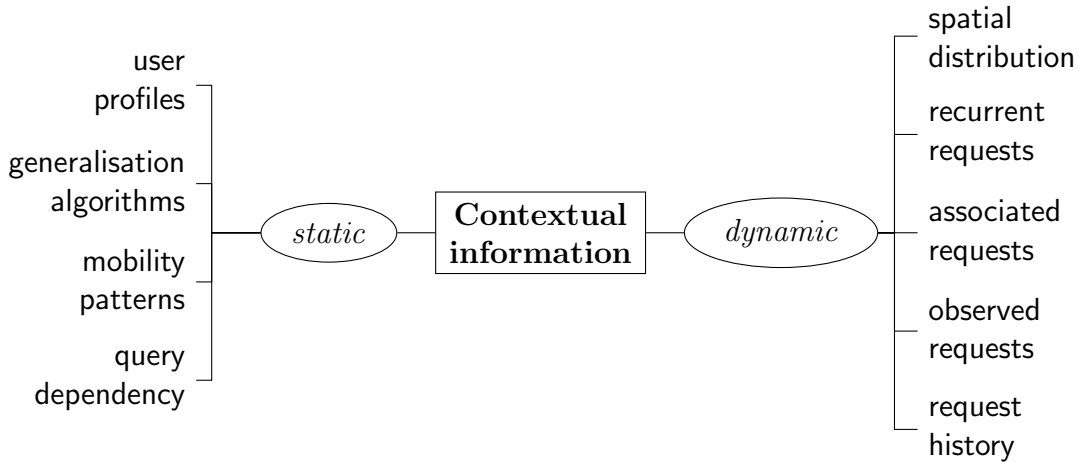 user
profiles
generalisation
algorithms
mobility
patterns
query
dependency
static
Contextual
information
dynamic
spatial
distribution
recurrent
requests
associated
requests
observed
requests
request
history